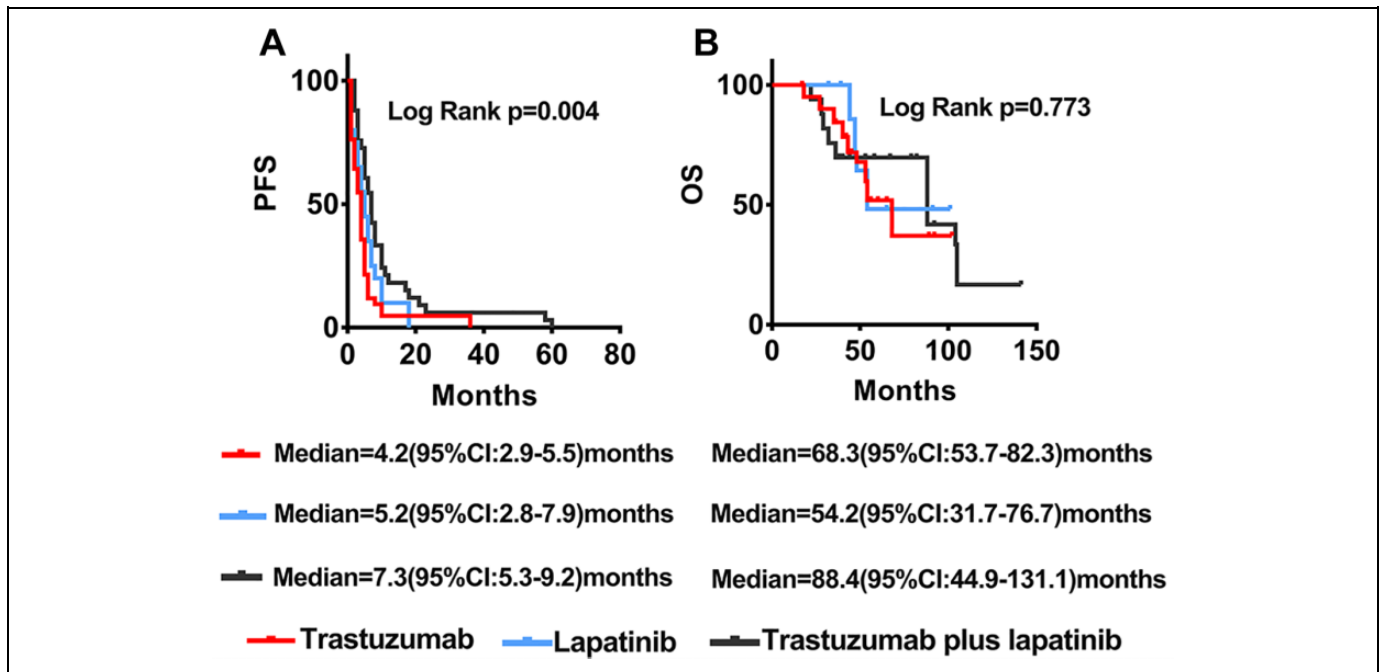 A
B
100
Log Rank p=0.004
PFS
50
0
0 20 40 60 80
Months
100
Log Rank p=0.773
OS
50
0
0 50 100 150
Months
Median=4.2(95%CI:2.9-5.5)months Median=68.3(95%CI:53.7-82.3)months
Median=5.2(95%CI:2.8-7.9)months Median=54.2(95%CI:31.7-76.7)months
Median=7.3(95%CI:5.3-9.2)months Median=88.4(95%CI:44.9-131.1)months
Trastuzumab Lapatinib Trastuzumab plus lapatinib